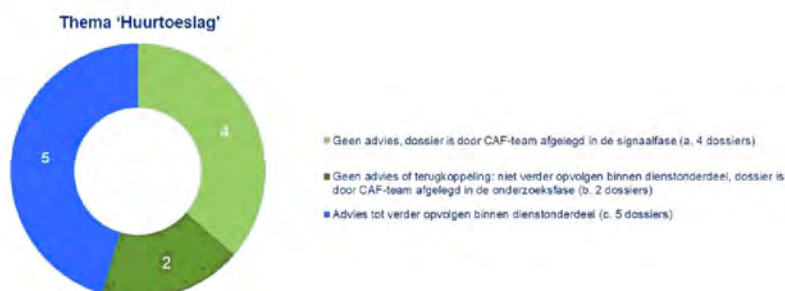 Thema ‘Huurtoeslag’
4
5
2
Geen advies, dossier is door CAF-team afgelegd in de signaalfase (a. 4 dossiers)
Geen advies of terugkoppeling: niet verder opvolgen binnen dienstonderdeel, dossier is
door CAF-team afgelegd in de onderzoeksfase (b. 2 dossiers)
Advies tot verder opvolgen binnen dienstonderdeel (c. 5 dossiers)